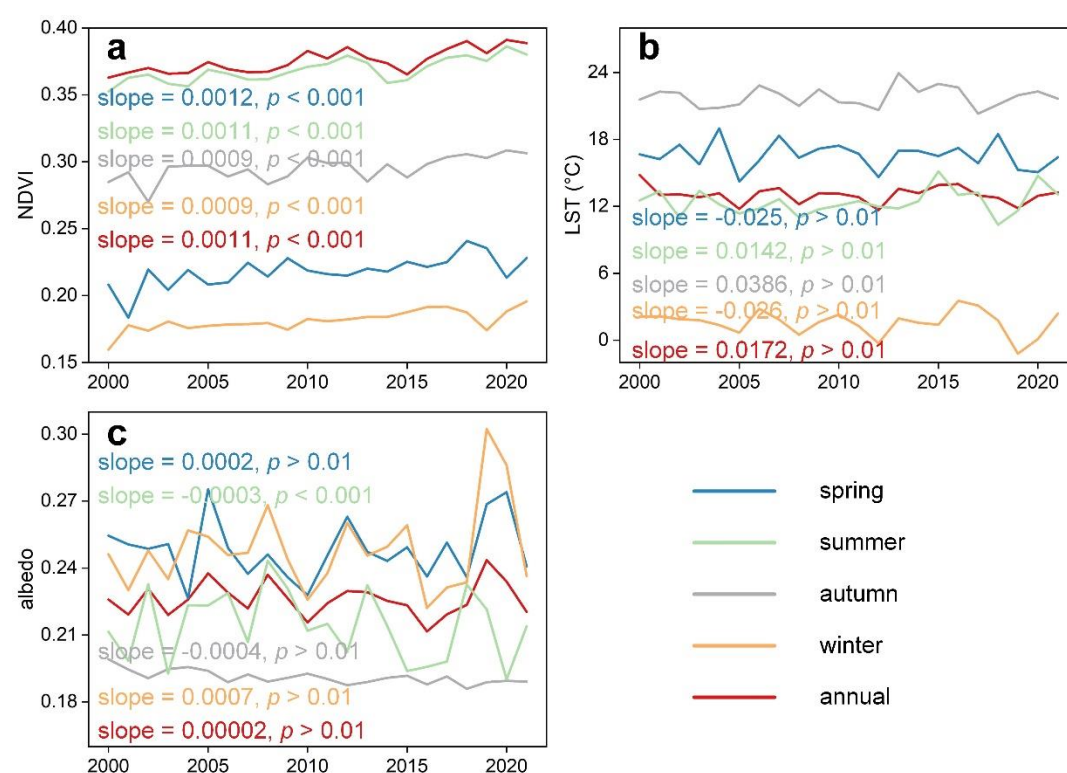 a
0.40
0.35
0.30
0.25
0.20
0.15
NDVI
slope = 0.0012, p < 0.001
slope = 0.0011, p < 0.001
slope = 0.0009, p < 0.001
slope = 0.0009, p < 0.001
slope = 0.0011, p < 0.001
2000 2005 2010 2015 2020
b
24
18
12
6
0
LST (°C)
slope = -0.025, p > 0.01
slope = 0.0142, p > 0.01
slope = 0.0386, p > 0.01
slope = -0.026, p > 0.01
slope = 0.0172, p > 0.01
2000 2005 2010 2015 2020
c
0.30
0.27
0.24
0.21
0.18
albedo
slope = 0.0002, p > 0.01
slope = -0.0003, p < 0.001
slope = -0.0004, p > 0.01
slope = 0.0007, p > 0.01
slope = 0.00002, p > 0.01
2000 2005 2010 2015 2020
spring
summer
autumn
winter
annual